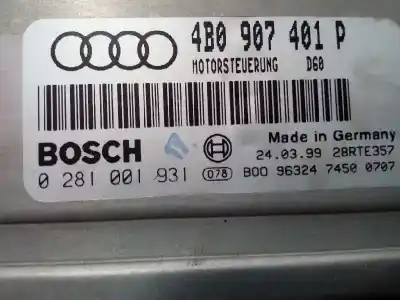 4B0 907 401 P
MOTORSTEUERUNG D60
Made in Germany
BOSCH
24.03.99 28RTE357
0 281 001 931 078 B00 96324 7450 0707